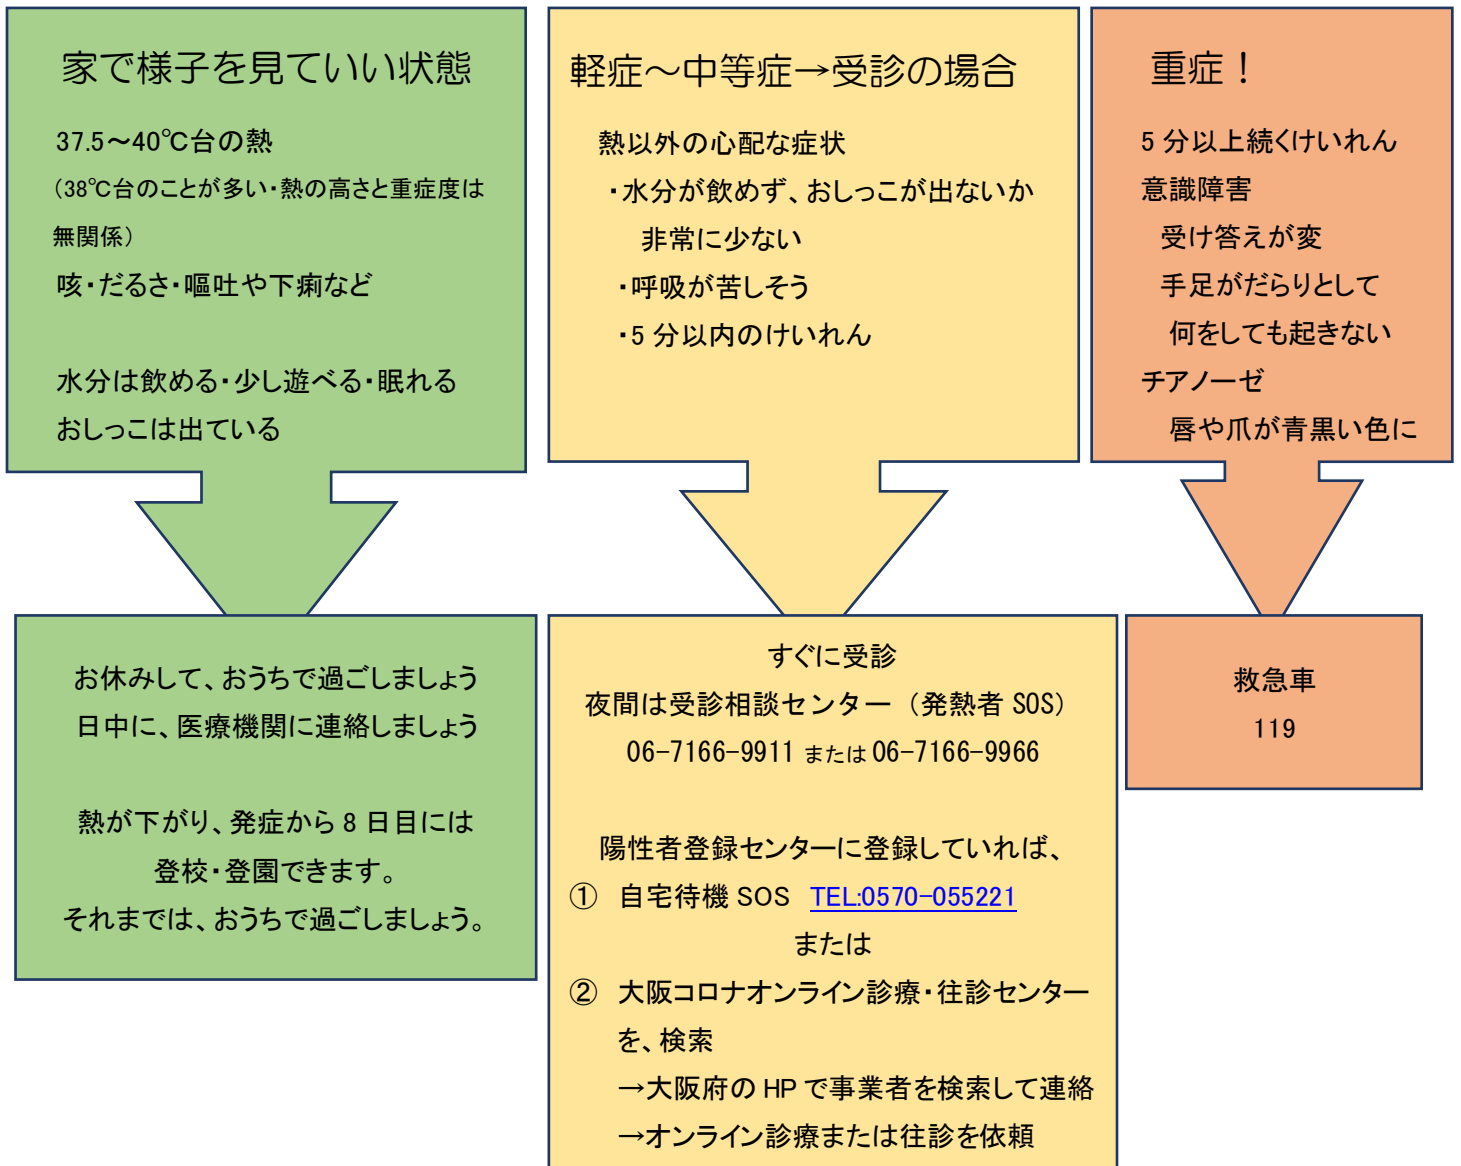 家で様子を見ていい状態
37.5～40℃台の熱
（38℃台のことが多い・熱の高さと重症度は
無関係）
咳・だるさ・嘔吐や下痢など
水分は飲める・少し遊べる・眠れる
おしっこは出ている
お休みして、おうちで過ごしましょう
日中に、医療機関に連絡しましょう
熱が下がり、発症から 8 日目には
登校・登園できます。
それまでは、おうちで過ごしましょう。
軽症～中等症→受診の場合
熱以外の心配な症状
・水分が飲めず、おしっこが出ないか
非常に少ない
・呼吸が苦しそう
・5 分以内のけいれん
すぐに受診
夜間は受診相談センター（発熱者 SOS）
06-7166-9911 または 06-7166-9966
陽性者登録センターに登録していれば、
① 自宅待機 SOS TEL:0570-055221
または
② 大阪コロナオンライン診療・往診センター
を、検索
→大阪府の HP で事業者を検索して連絡
→オンライン診療または往診を依頼
重症！
5 分以上続くけいれん
意識障害
受け答えが変
手足がだらりとして
何をしても起きない
チアノーゼ
唇や爪が青黒い色に
救急車
119